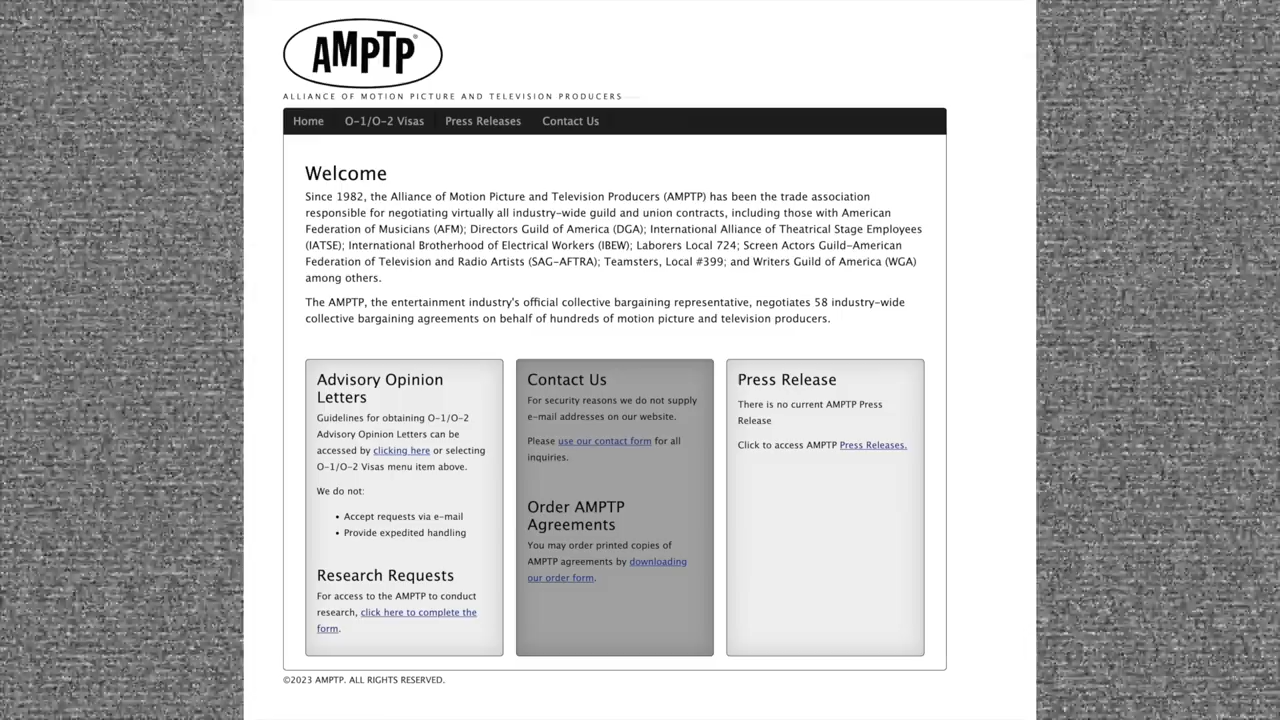 AMPTP®
ALLIANCE OF MOTION PICTURE AND TELEVISION PRODUCERS
Home O-1/O-2 Visas Press Releases Contact Us
Welcome
Since 1982, the Alliance of Motion Picture and Television Producers (AMPTP) has been the trade association
responsible for negotiating virtually all industry-wide guild and union contracts, including those with American
Federation of Musicians (AFM); Directors Guild of America (DGA); International Alliance of Theatrical Stage Employees
(IATSE); International Brotherhood of Electrical Workers (IBEW); Laborers Local 724; Screen Actors Guild-American
Federation of Television and Radio Artists (SAG-AFTRA); Teamsters, Local #399; and Writers Guild of America (WGA)
among others.
The AMPTP, the entertainment industry's official collective bargaining representative, negotiates 58 industry-wide
collective bargaining agreements on behalf of hundreds of motion picture and television producers.
Advisory Opinion
Letters
Guidelines for obtaining O-1/O-2
Advisory Opinion Letters can be
accessed by clicking here or selecting
O-1/O-2 Visas menu item above.
We do not:
• Accept requests via e-mail
• Provide expedited handling
Research Requests
For access to the AMPTP to conduct
research, click here to complete the
form.
Contact Us
For security reasons we do not supply
e-mail addresses on our website.
Please use our contact form for all
inquiries.
Order AMPTP
Agreements
You may order printed copies of
AMPTP agreements by downloading
our order form.
Press Release
There is no current AMPTP Press
Release
Click to access AMPTP Press Releases.
©2023 AMPTP. ALL RIGHTS RESERVED.